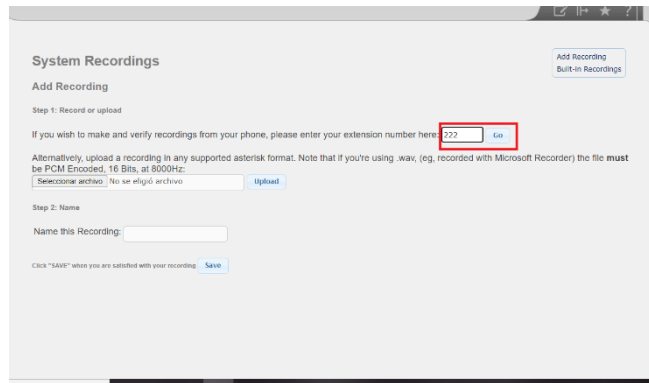 System Recordings
Add Recording
Built-in Recordings
Add Recording
Step 1: Record or upload
If you wish to make and verify recordings from your phone, please enter your extension number here: 222 Go
Alternatively, upload a recording in any supported asterisk format. Note that if you're using .wav, (eg, recorded with Microsoft Recorder) the file must
be PCM Encoded, 16 Bits, at 8000Hz:
Seleccionar archivo No se eligió archivo Upload
Step 2: Name
Name this Recording:
Click "SAVE" when you are satisfied with your recording Save